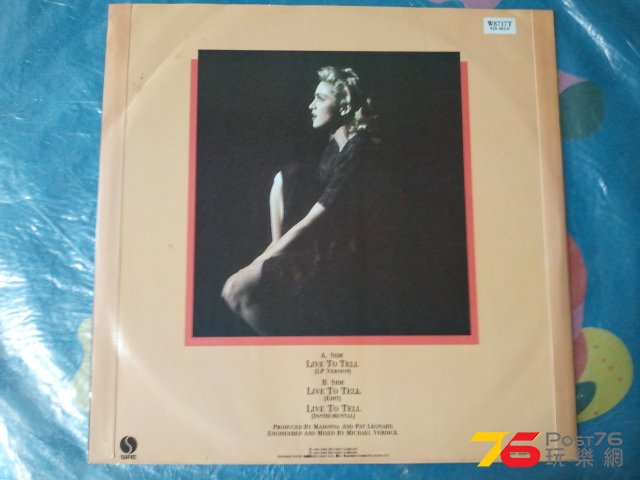 W8717T
A. Side
Live To Tell
(LP Version)
B. Side
Live To Tell
(Edit)
Live To Tell
(Instrumental)
Produced By Madonna and Pat Leonard.
Engineered and Mixed By Michael Verdick.
SIRE
76 Post76
玩樂網